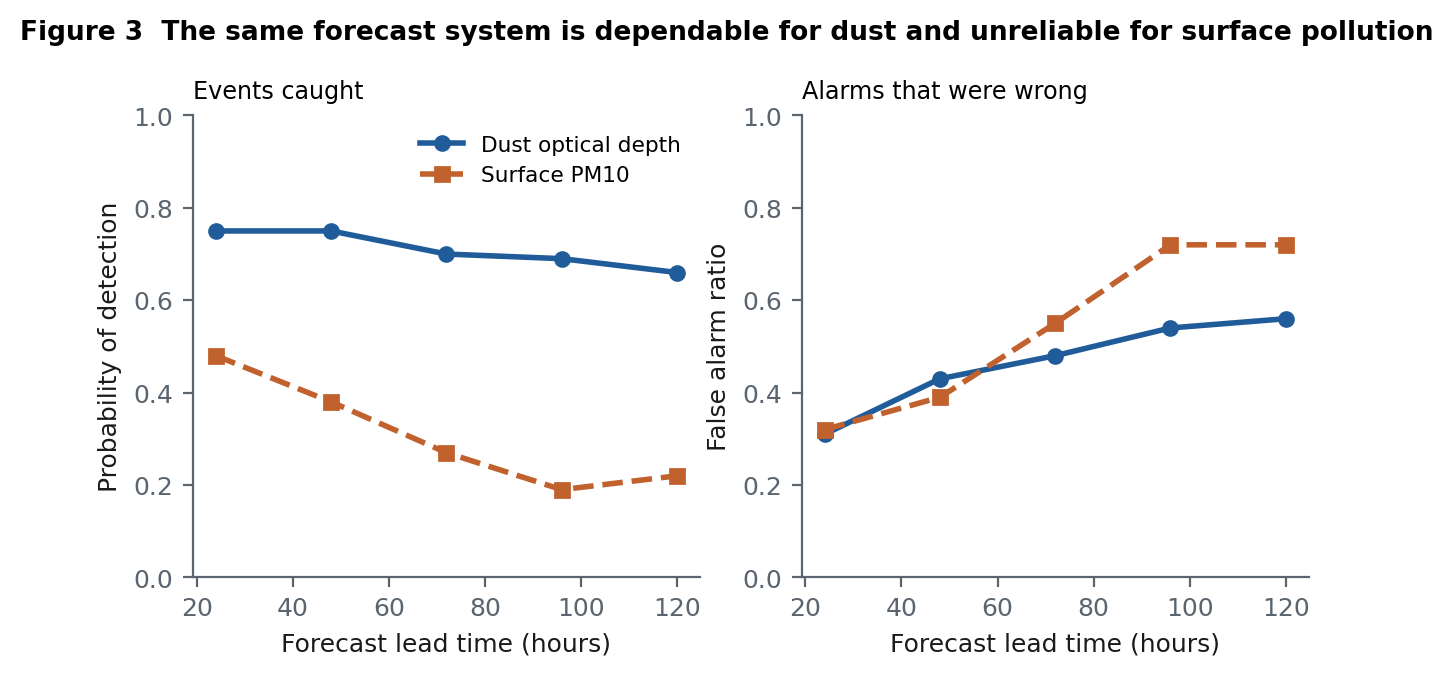 Figure 3  The same forecast system is dependable for dust and unreliable for surface pollution
Events caught
1.0
0.8
0.6
0.4
0.2
0.0
Probability of detection
Dust optical depth
Surface PM10
20 40 60 80 100 120
Forecast lead time (hours)
Alarms that were wrong
1.0
0.8
0.6
0.4
0.2
0.0
False alarm ratio
20 40 60 80 100 120
Forecast lead time (hours)